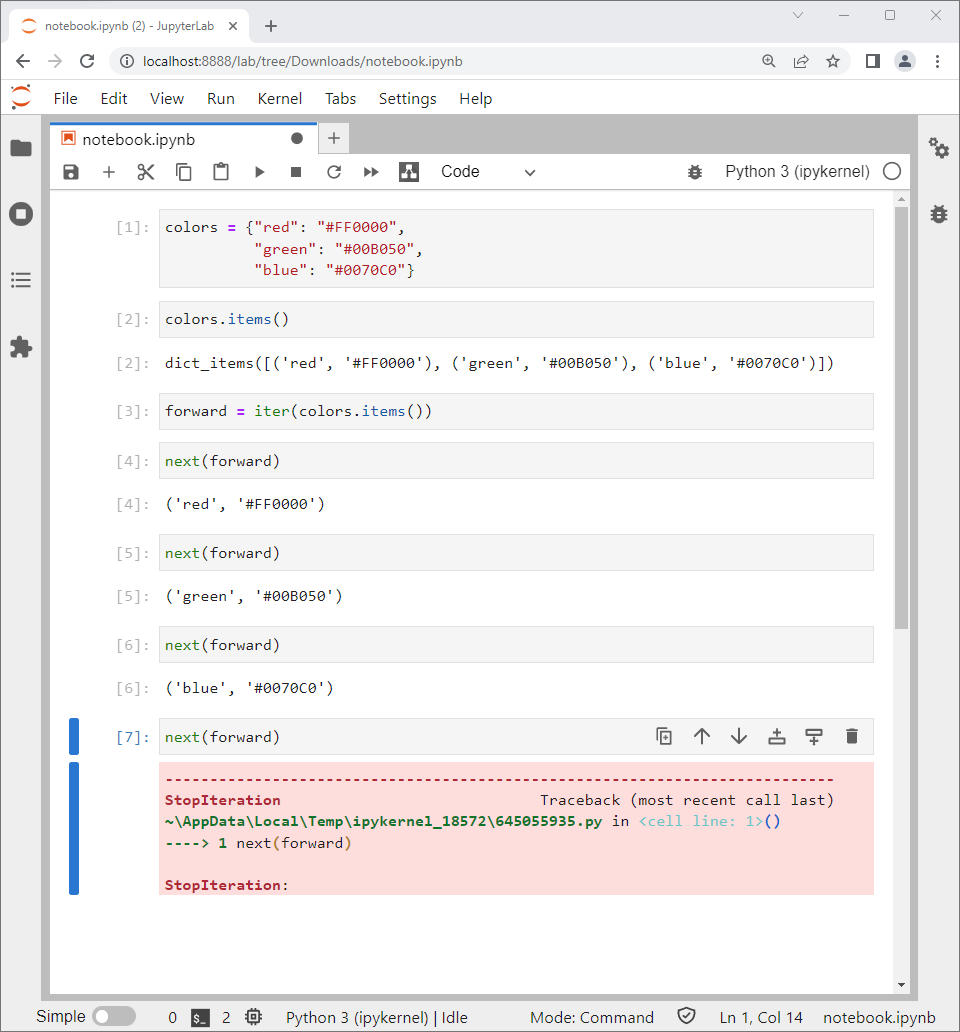 notebook.ipynb (2) - JupyterLab
localhost:8888/lab/tree/Downloads/notebook.ipynb
File Edit View Run Kernel Tabs Settings Help
notebook.ipynb
Code Python 3 (ipykernel)
[1]: colors = {"red": "#FF0000",
"green": "#00B050",
"blue": "#0070C0"}
[2]: colors.items()
[2]: dict_items([('red', '#FF0000'), ('green', '#00B050'), ('blue', '#0070C0')])
[3]: forward = iter(colors.items())
[4]: next(forward)
[4]: ('red', '#FF0000')
[5]: next(forward)
[5]: ('green', '#00B050')
[6]: next(forward)
[6]: ('blue', '#0070C0')
[7]: next(forward)
---------------------------------------------------------------------------
StopIteration Traceback (most recent call last)
~\AppData\Local\Temp\ipykernel_18572\645055935.py in <cell line: 1>()
----> 1 next(forward)
StopIteration:
Simple 0 $_ 2 Python 3 (ipykernel) | Idle Mode: Command Ln 1, Col 14 notebook.ipynb